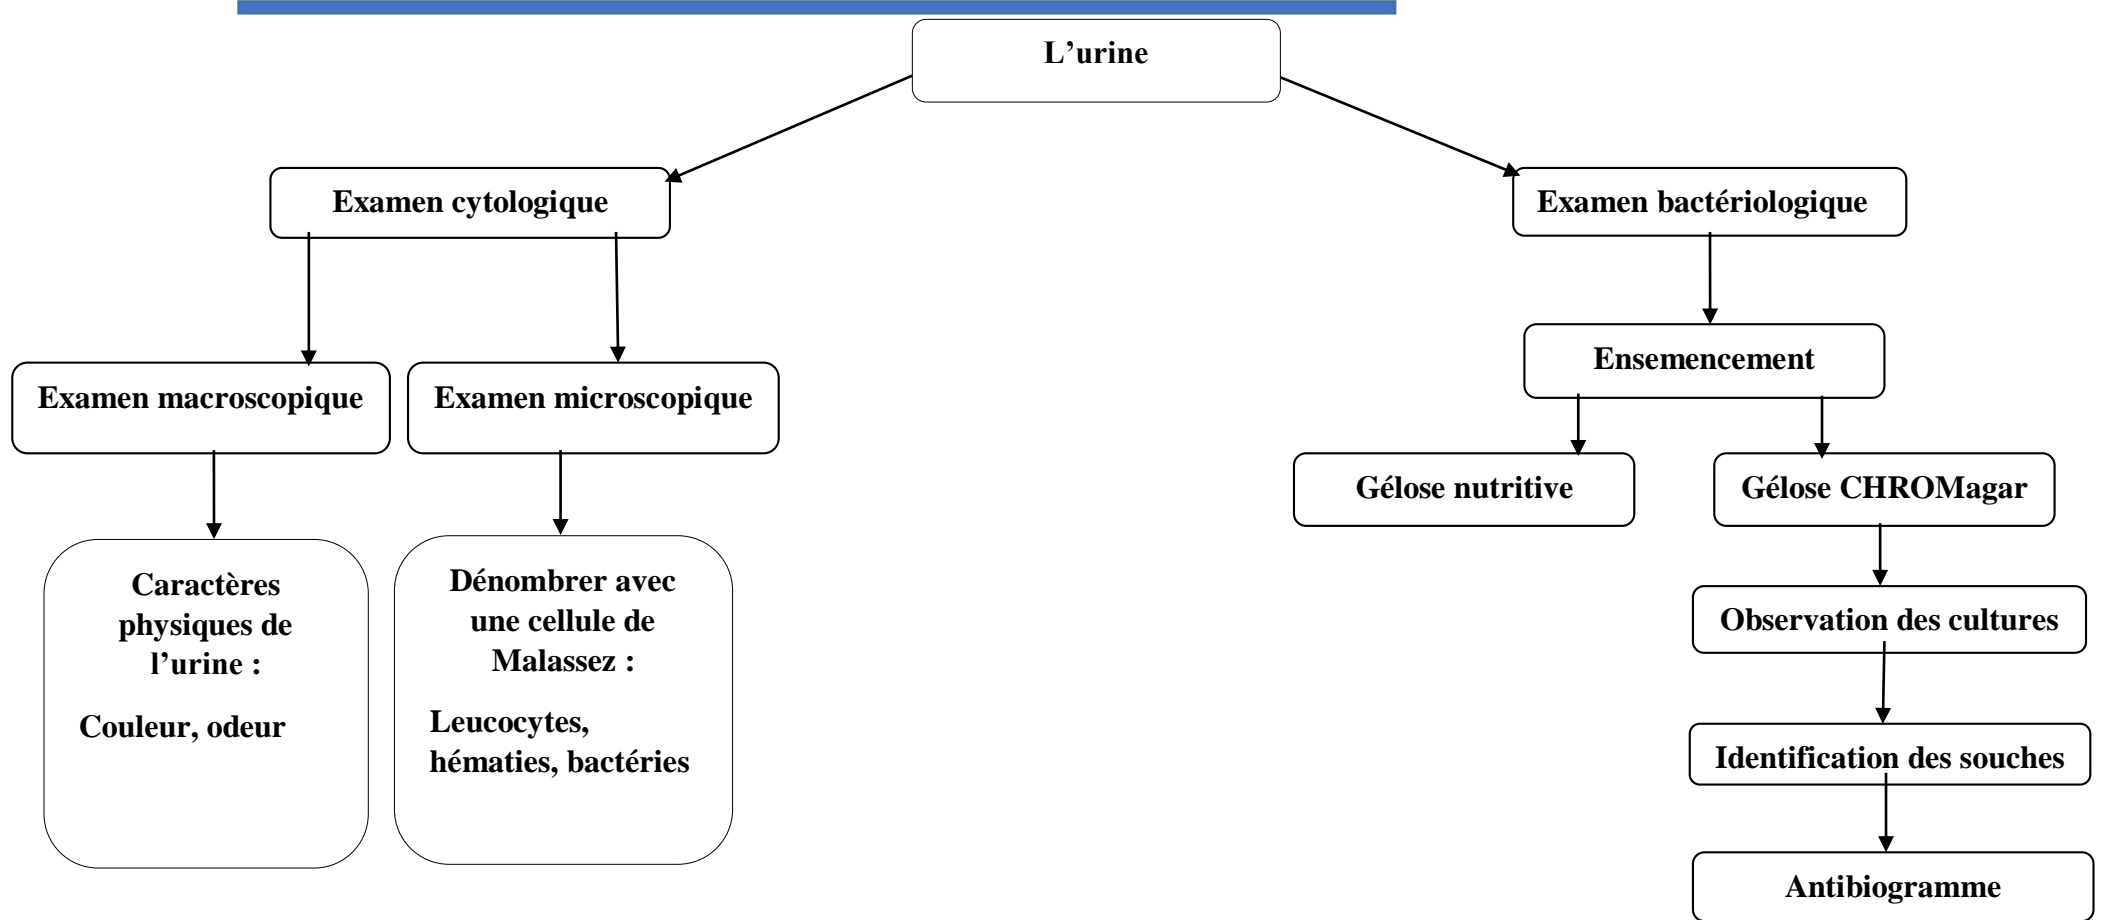 L’urine
Examen cytologique
Examen bactériologique
Ensemencement
Examen macroscopique
Examen microscopique
Gélose nutritive
Gélose CHROMagar
Caractères
physiques de
l’urine :
Couleur, odeur
Dénombrer avec
une cellule de
Malassez :
Leucocytes,
hématies, bactéries
Observation des cultures
Identification des souches
Antibiogramme